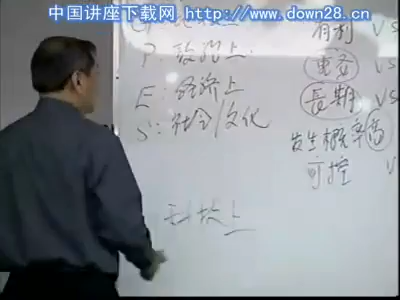 中国讲座下载网 http://www.down28.cn
P: 政治上
E: 经济上
S: 社会/文化
科技上
有利 VS
重要 VS
长期 VS
发生概率高
可控 V